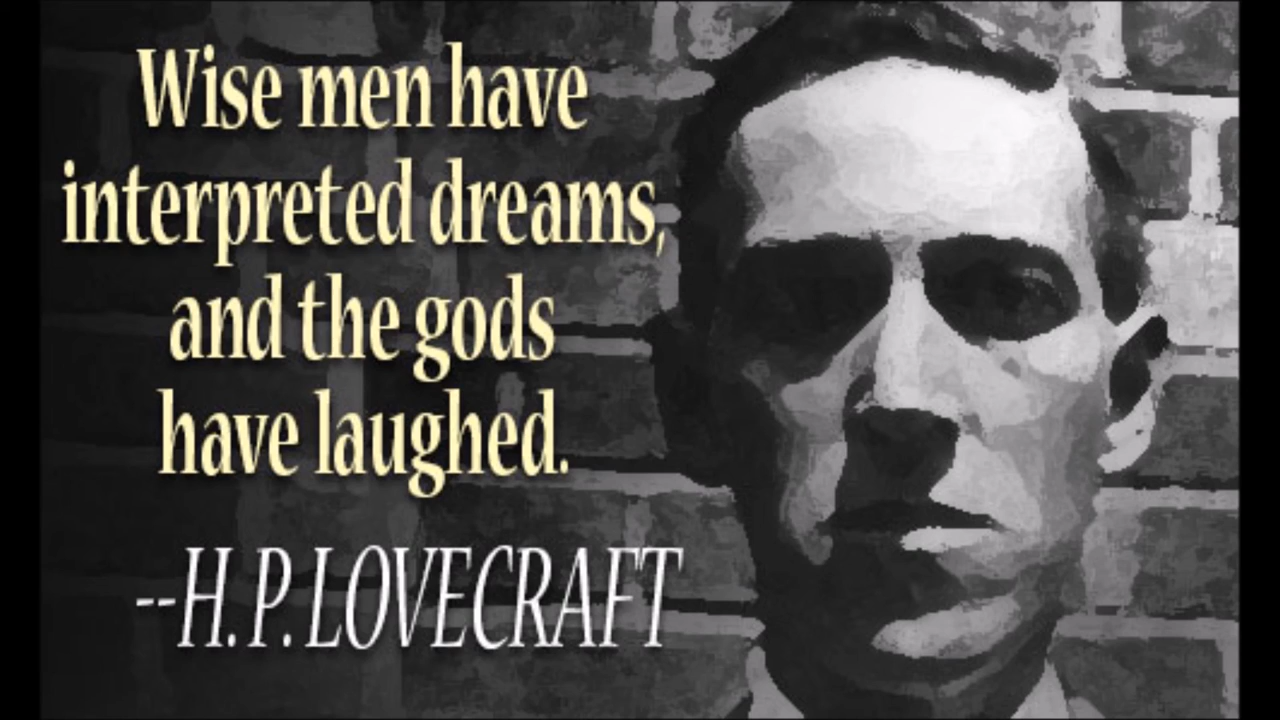 Wise men have
interpreted dreams,
and the gods
have laughed.
--H. P. LOVECRAFT